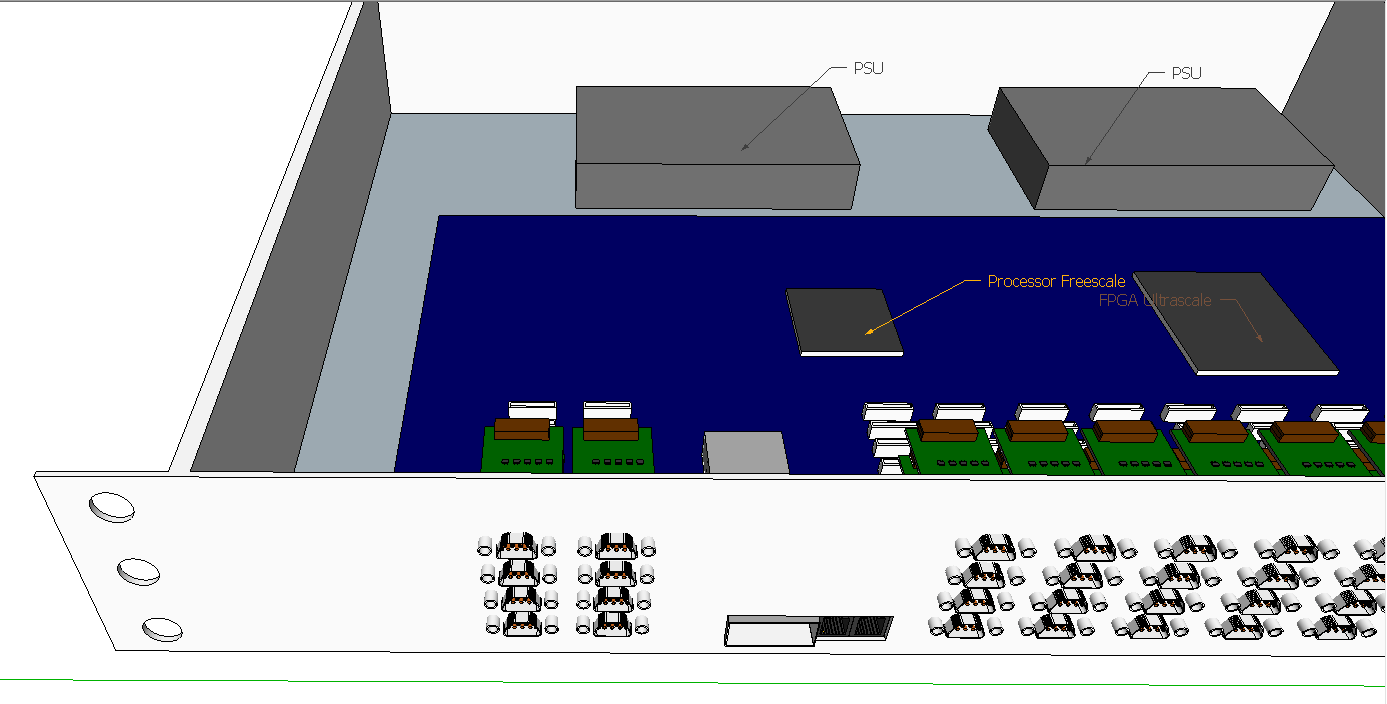 PSU
PSU
Processor Freescale
FPGA Ultrascale